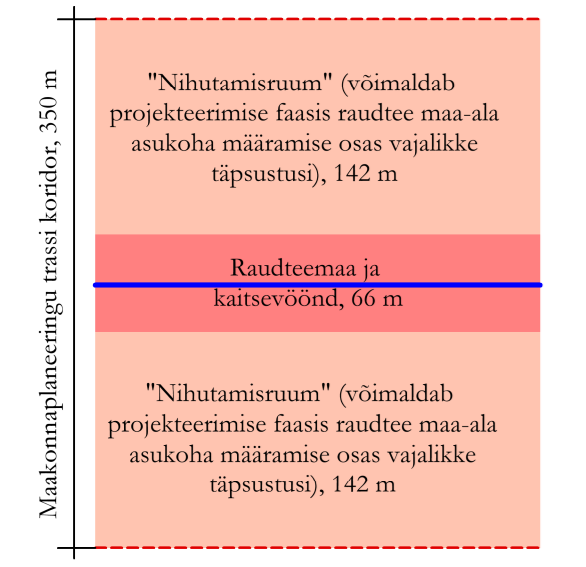 Maakonnaplaneeringu trassi koridor, 350 m
"Nihutamisruum" (võimaldab
projekteerimise faasis raudtee maa-ala
asukoha määramise osas vajalikke
täpsustusi), 142 m
Raudteemaa ja
kaitsevöönd, 66 m
"Nihutamisruum" (võimaldab
projekteerimise faasis raudtee maa-ala
asukoha määramise osas vajalikke
täpsustusi), 142 m